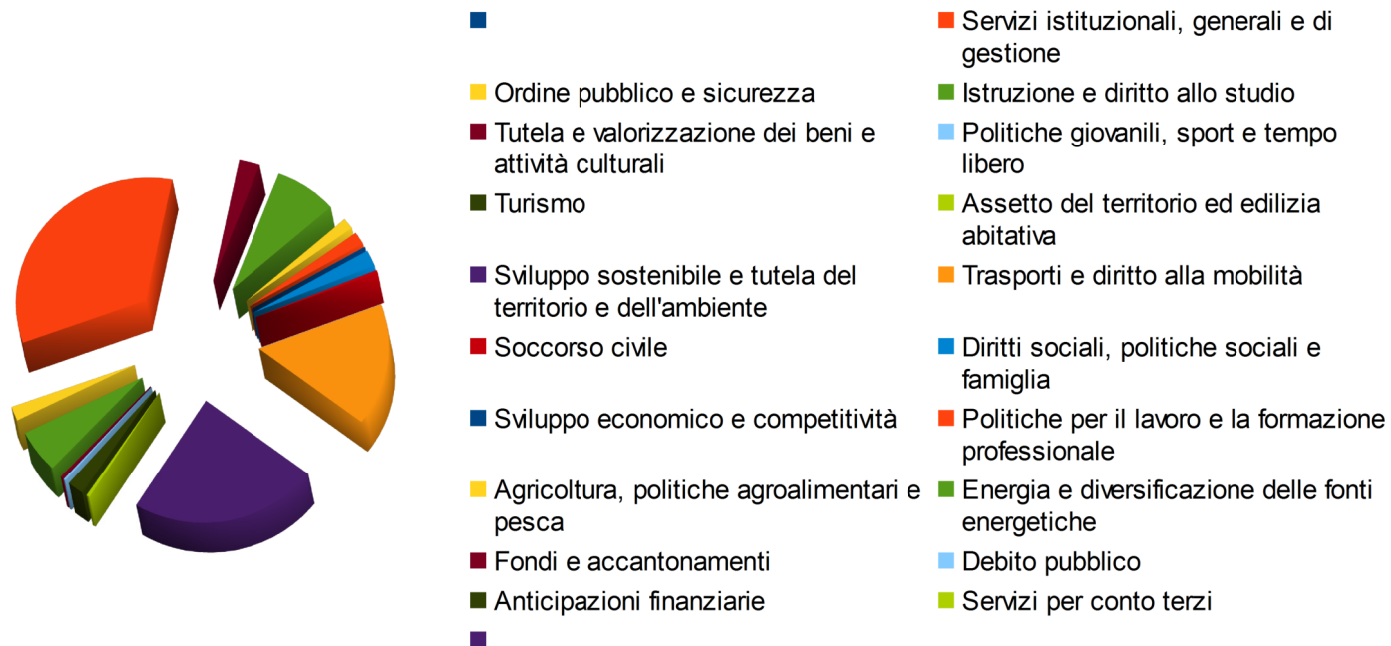 Servizi istituzionali, generali e di
gestione
Ordine pubblico e sicurezza
Istruzione e diritto allo studio
Tutela e valorizzazione dei beni e
attività culturali
Politiche giovanili, sport e tempo
libero
Turismo
Assetto del territorio ed edilizia
abitativa
Sviluppo sostenibile e tutela del
territorio e dell'ambiente
Trasporti e diritto alla mobilità
Soccorso civile
Diritti sociali, politiche sociali e
famiglia
Sviluppo economico e competitività
Politiche per il lavoro e la formazione
professionale
Agricoltura, politiche agroalimentari e
pesca
Energia e diversificazione delle fonti
energetiche
Fondi e accantonamenti
Debito pubblico
Anticipazioni finanziarie
Servizi per conto terzi